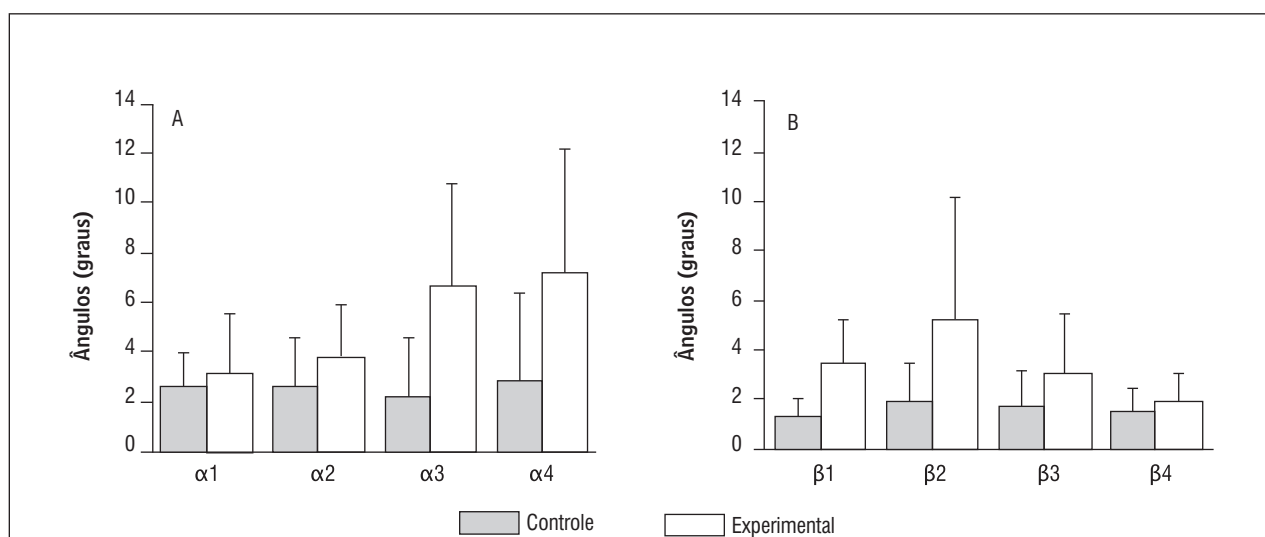 A
Ângulos (graus)
14
12
10
8
6
4
2
0
α1 α2 α3 α4
B
Ângulos (graus)
14
12
10
8
6
4
2
0
β1 β2 β3 β4
Controle Experimental